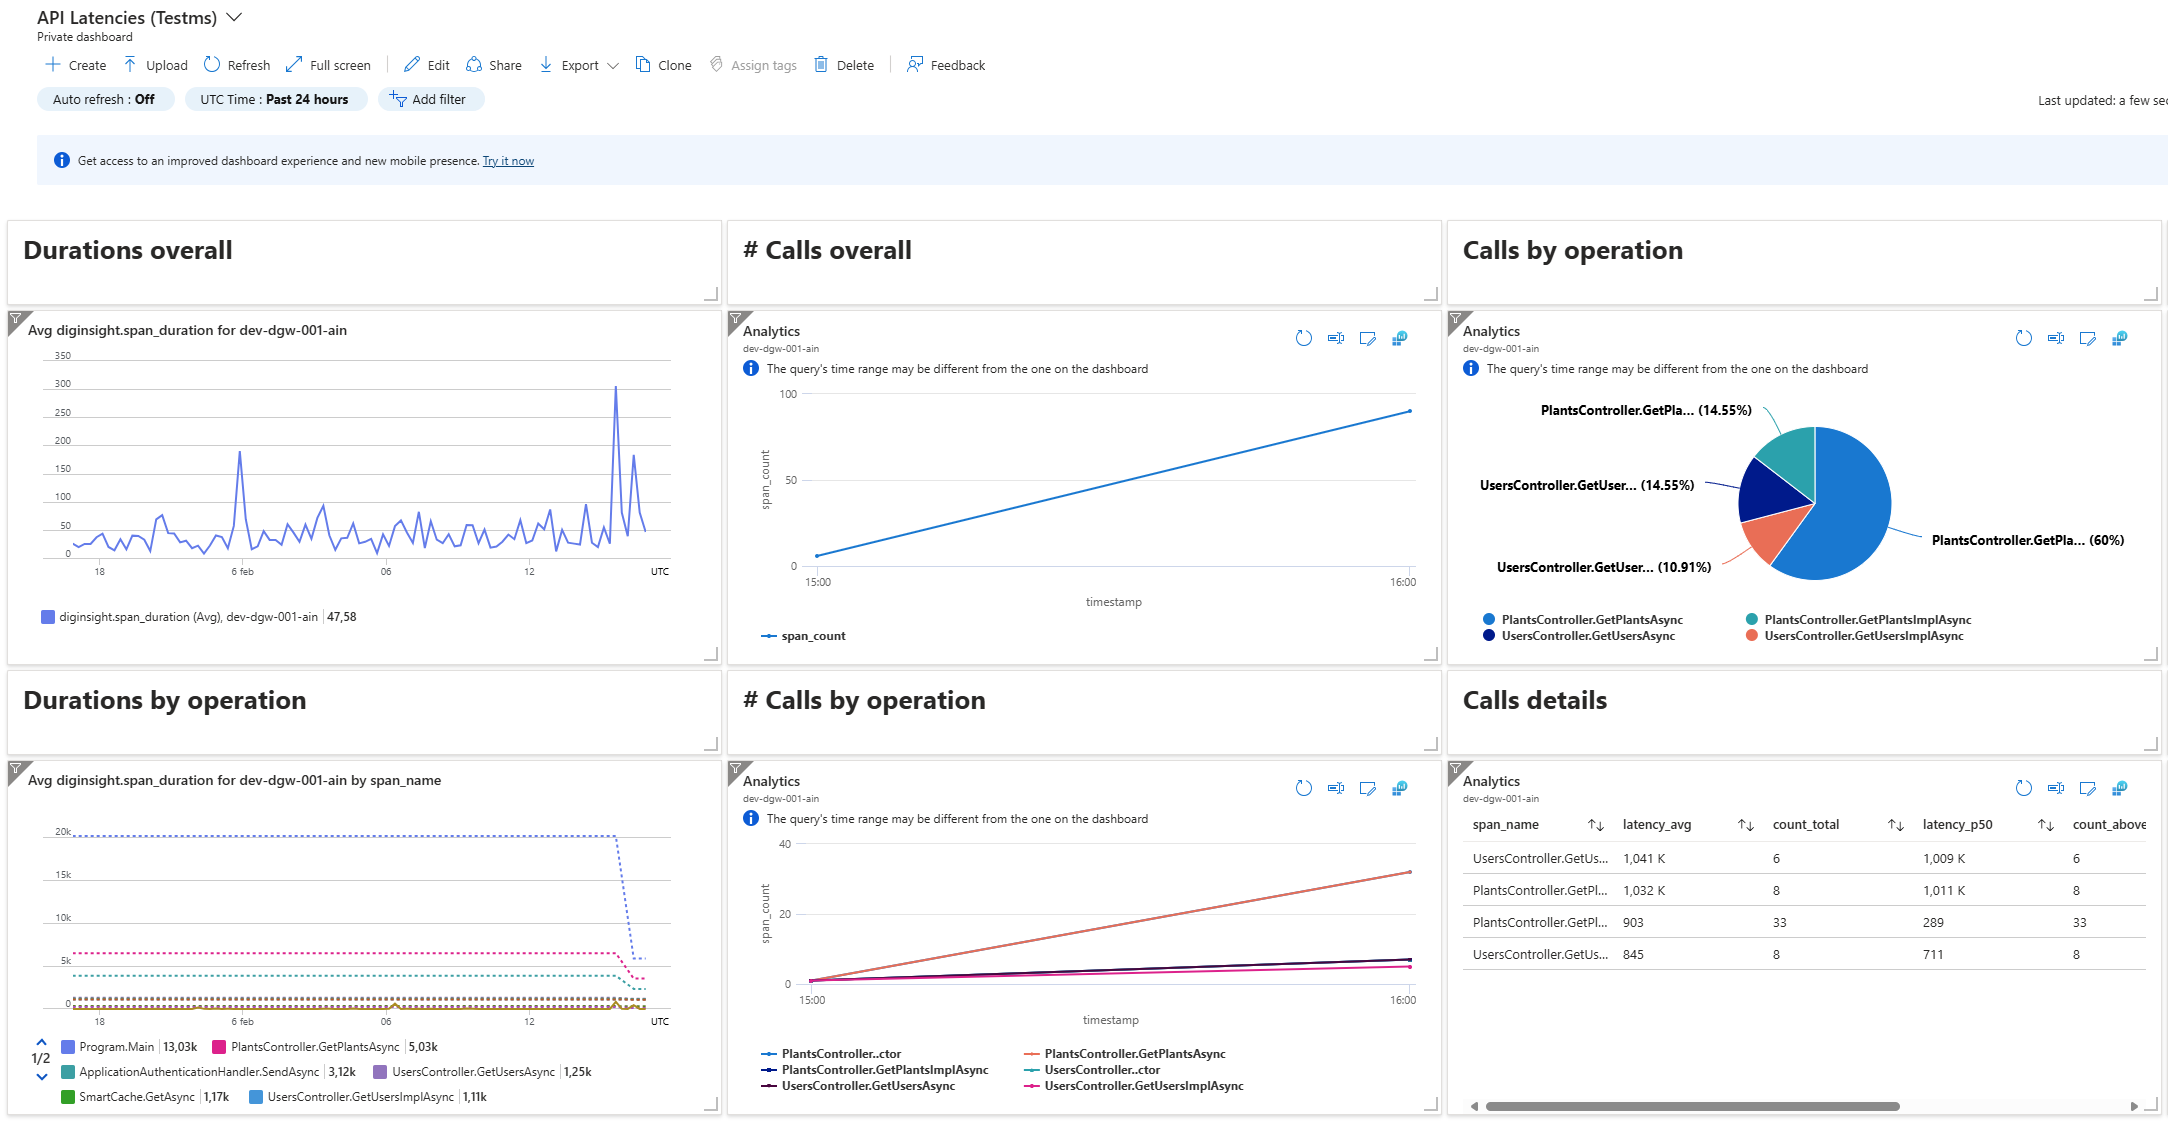 API Latencies (Testms)
Private dashboard
Create Upload Refresh Full screen Edit Share Export Clone Assign tags Delete Feedback
Auto refresh : Off UTC Time : Past 24 hours Add filter
Last updated: a few sec
Get access to an improved dashboard experience and new mobile presence. Try it now
Durations overall
Avg diginsight.span_duration for dev-dgw-001-ain
350
300
250
200
150
100
50
0
18 6 feb 06 12 UTC
diginsight.span_duration (Avg), dev-dgw-001-ain 47,58
# Calls overall
Analytics
dev-dgw-001-ain
The query's time range may be different from the one on the dashboard
100
50
0
span_count
15:00 16:00
timestamp
span_count
Calls by operation
Analytics
dev-dgw-001-ain
The query's time range may be different from the one on the dashboard
PlantsController.GetPla... (14.55%)
UsersController.GetUser... (14.55%)
PlantsController.GetPla... (60%)
UsersController.GetUser... (10.91%)
PlantsController.GetPlantsAsync PlantsController.GetPlantsImplAsync
UsersController.GetUsersAsync UsersController.GetUsersImplAsync
Durations by operation
Avg diginsight.span_duration for dev-dgw-001-ain by span_name
20k
15k
10k
5k
0
18 6 feb 06 12 UTC
1/2
Program.Main 13,03k PlantsController.GetPlantsAsync 5,03k
ApplicationAuthenticationHandler.SendAsync 3,12k UsersController.GetUsersAsync 1,25k
SmartCache.GetAsync 1,17k UsersController.GetUsersImplAsync 1,11k
# Calls by operation
Analytics
dev-dgw-001-ain
The query's time range may be different from the one on the dashboard
40
20
0
span_count
15:00 16:00
timestamp
PlantsController..ctor PlantsController.GetPlantsAsync
PlantsController.GetPlantsImplAsync UsersController..ctor
UsersController.GetUsersAsync UsersController.GetUsersImplAsync
Calls details
Analytics
dev-dgw-001-ain
span_name latency_avg count_total latency_p50 count_above
UsersController.GetUs... 1,041 K 6 1,009 K 6
PlantsController.GetPl... 1,032 K 8 1,011 K 8
PlantsController.GetPl... 903 33 289 33
UsersController.GetUs... 845 8 711 8